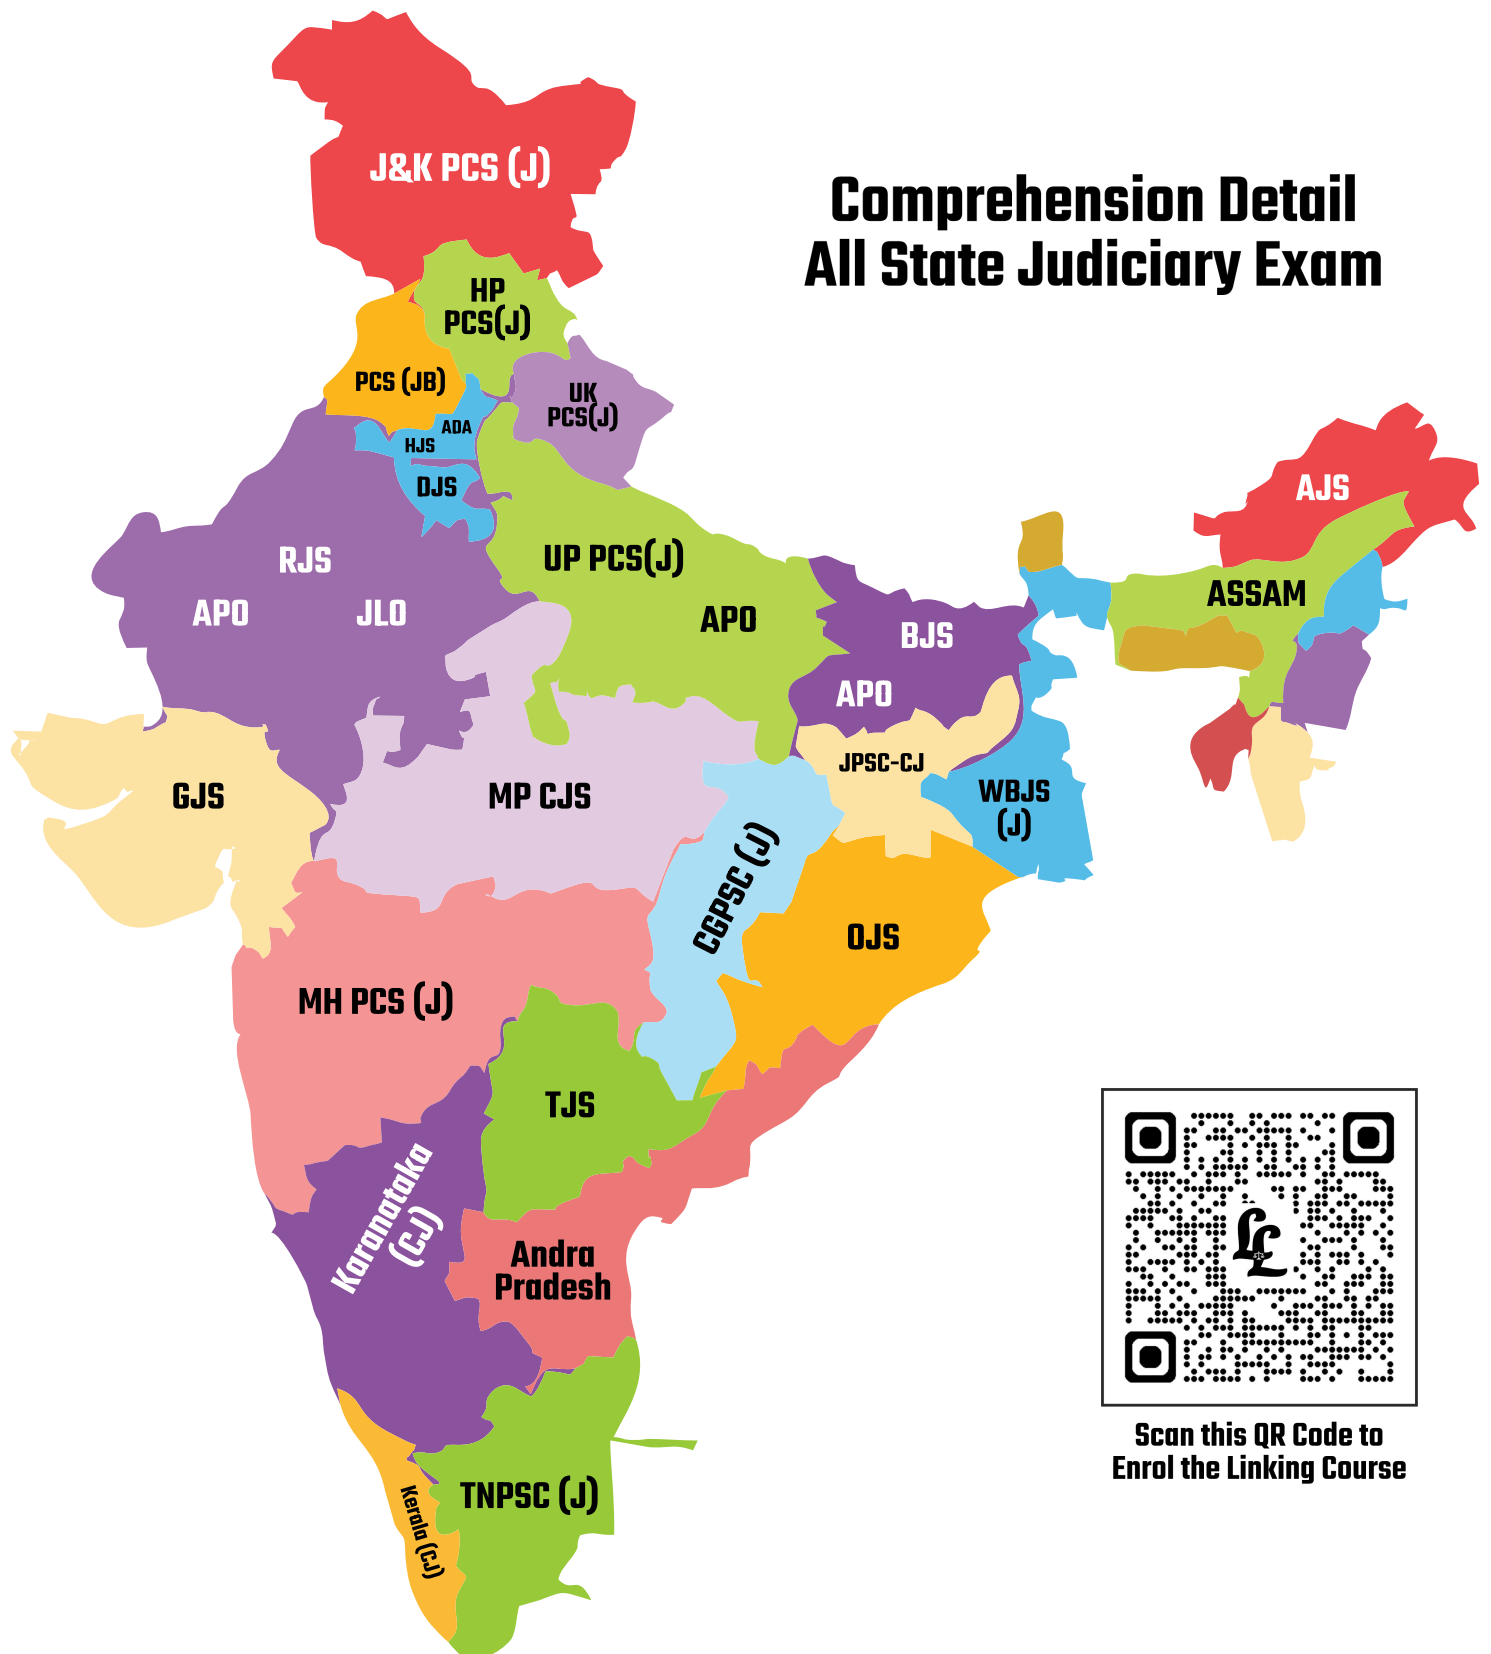 Comprehension Detail
All State Judiciary Exam
J&K PCS (J)
HP
PCS(J)
PCS (JB)
UK
PCS(J)
ADA
HJS
DJS
RJS
APO
JLO
UP PCS(J)
APO
BJS
APO
AJS
ASSAM
GJS
MP CJS
JPSC-CJ
WBJS
(J)
CGPSC (J)
OJS
MH PCS (J)
TJS
Karanataka
(CJ)
Andra
Pradesh
Kerala (CJ)
TNPSC (J)
LL
Scan this QR Code to
Enrol the Linking Course